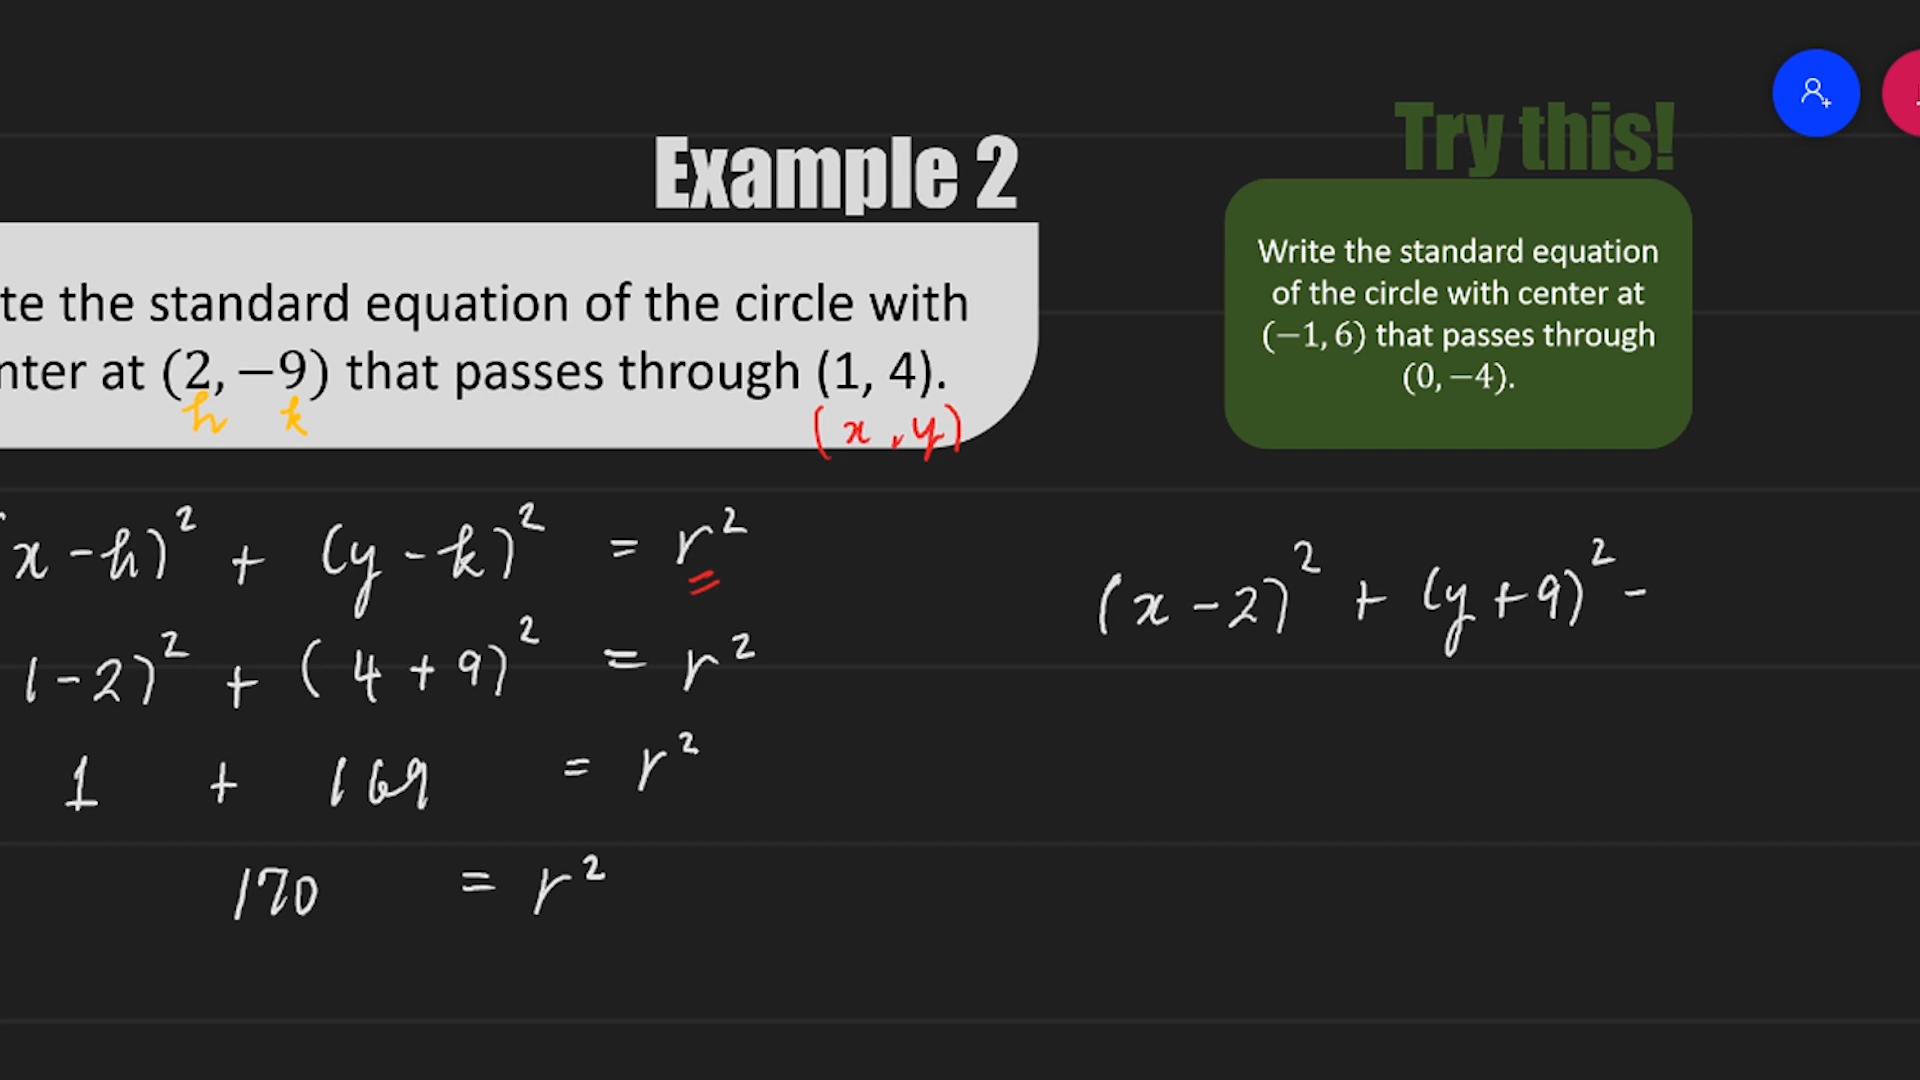 Example 2
te the standard equation of the circle with
nter at (2, −9) that passes through (1, 4).
h k
(x, y)
x - h)² + (y - k)² = r²
1 - 2)² + (4 + 9)² = r²
1 + 169 = r²
170 = r²
Try this!
Write the standard equation
of the circle with center at
(−1, 6) that passes through
(0, −4).
(x - 2)² + (y + 9)² -